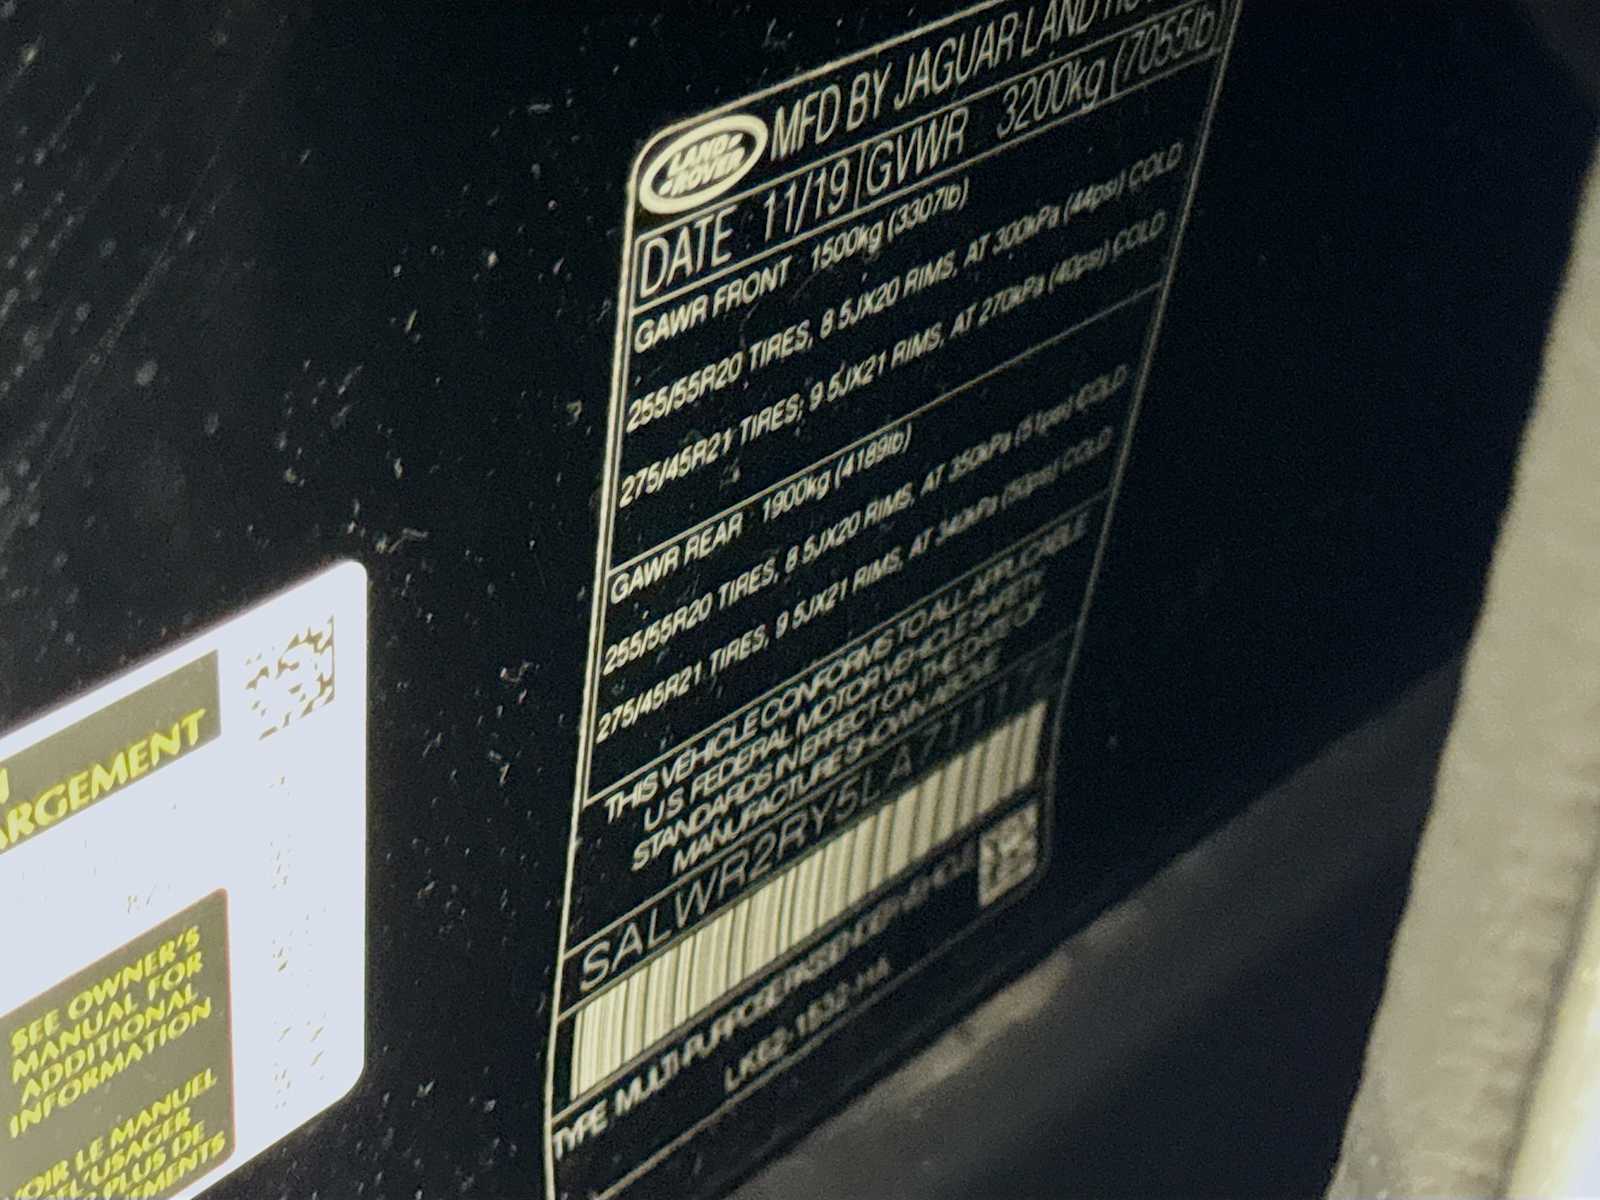 LAND ROVER
MFD BY JAGUAR LAND
DATE 11/19 GVWR 3200kg (7055lb)
GAWR FRONT 1500kg (3307lb)
255/55R20 TIRES, 8.5JX20 RIMS, AT 300kPa (44psi) COLD
275/45R21 TIRES, 9.5JX21 RIMS, AT 270kPa (40psi) COLD
GAWR REAR 1900kg (4189lb)
255/55R20 TIRES, 8.5JX20 RIMS, AT 350kPa (51psi) COLD
275/45R21 TIRES, 9.5JX21 RIMS, AT 340kPa (50psi) COLD
THIS VEHICLE CONFORMS TO ALL APPLICABLE
U.S. FEDERAL MOTOR VEHICLE SAFETY
STANDARDS IN EFFECT ON THE DATE OF
MANUFACTURE SHOWN ABOVE
TYPE MULTI-PURPOSE PASSENGER VEHICLE
ARGEMENT
SEE OWNER'S
MANUAL FOR
ADDITIONAL
INFORMATION
VOIR LE MANUEL
DE L'USAGER
PLUS DE